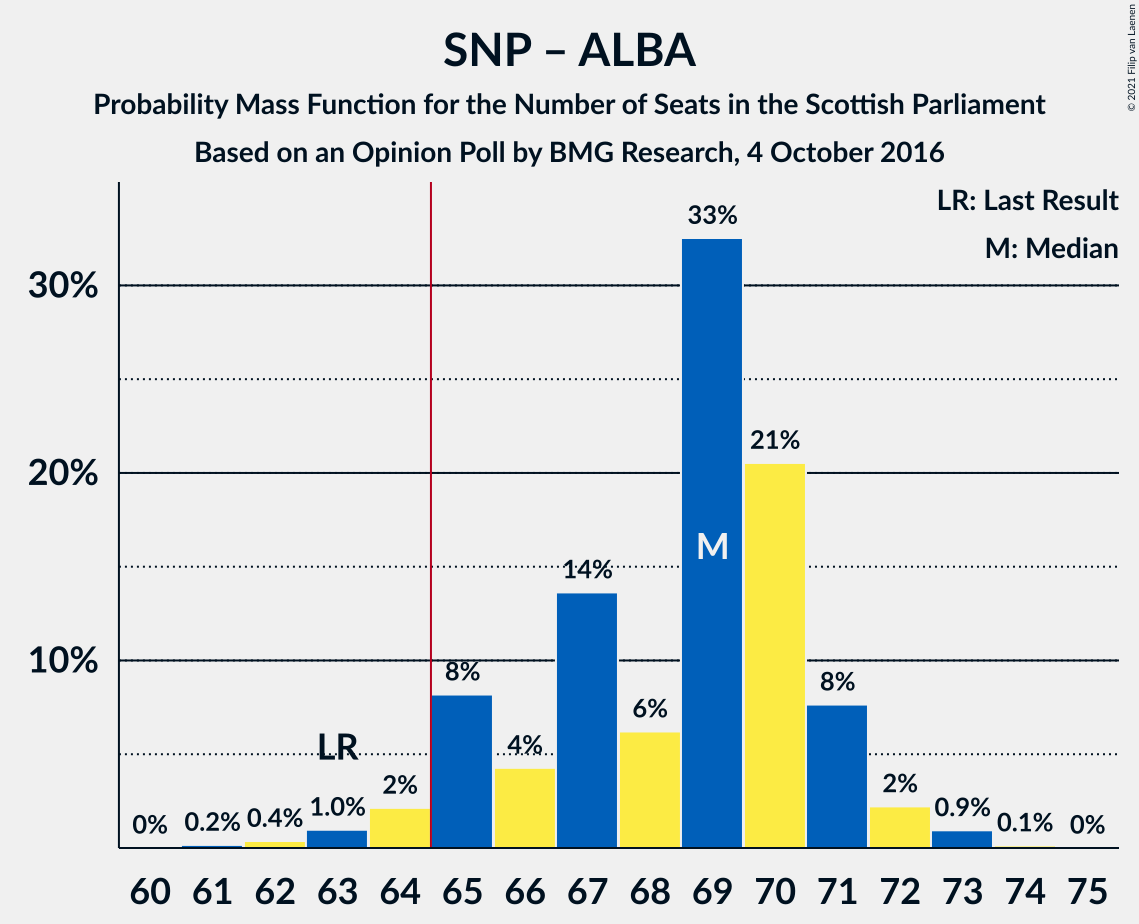 SNP – ALBA
Probability Mass Function for the Number of Seats in the Scottish Parliament
Based on an Opinion Poll by BMG Research, 4 October 2016
© 2021 Filip van Laenen
LR: Last Result
M: Median
30%
20%
10%
0%
0.2%
0.4%
1.0%
2%
8%
4%
14%
6%
33%
21%
8%
2%
0.9%
0.1%
0%
LR
M
60 61 62 63 64 65 66 67 68 69 70 71 72 73 74 75